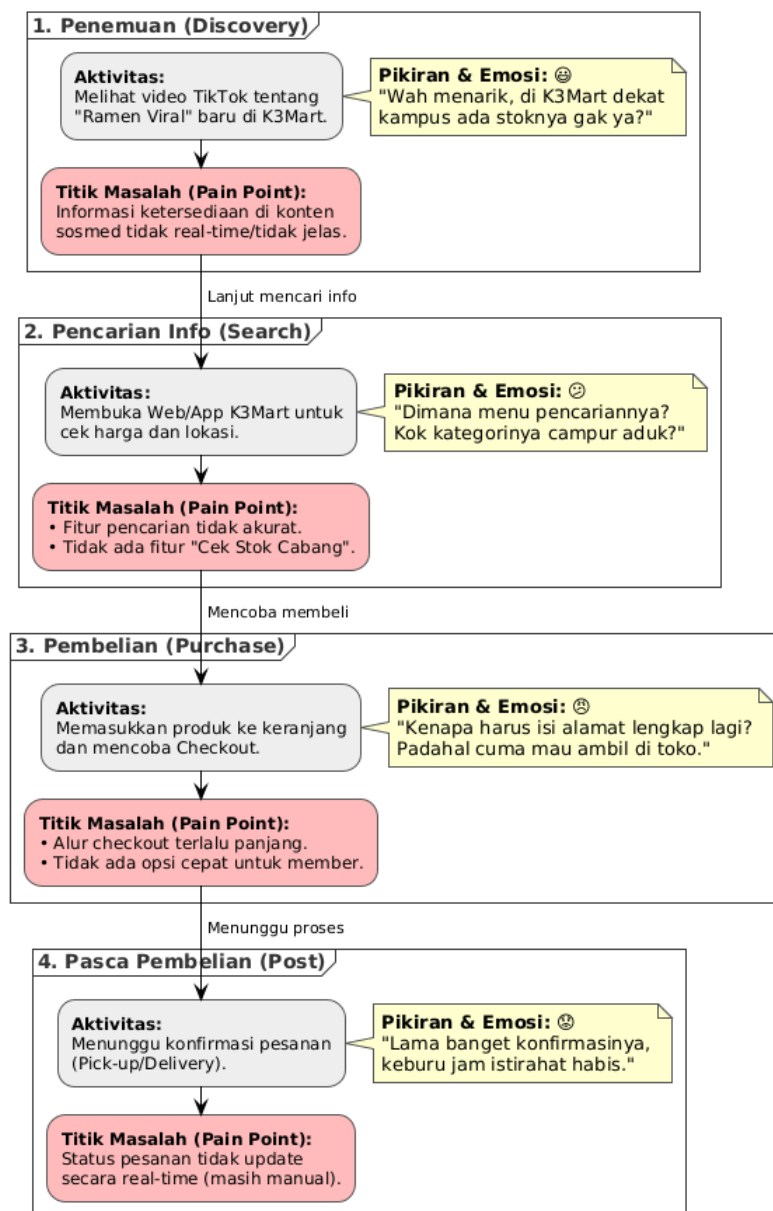 1. Penemuan (Discovery)
Aktivitas:
Melihat video TikTok tentang
"Ramen Viral" baru di K3Mart.
Pikiran & Emosi: 😃
"Wah menarik, di K3Mart dekat
kampus ada stoknya gak ya?"
Titik Masalah (Pain Point):
Informasi ketersediaan di konten
sosmed tidak real-time/tidak jelas.
Lanjut mencari info
2. Pencarian Info (Search)
Aktivitas:
Membuka Web/App K3Mart untuk
cek harga dan lokasi.
Pikiran & Emosi: 😕
"Dimana menu pencariannya?
Kok kategorinya campur aduk?"
Titik Masalah (Pain Point):
• Fitur pencarian tidak akurat.
• Tidak ada fitur "Cek Stok Cabang".
Mencoba membeli
3. Pembelian (Purchase)
Aktivitas:
Memasukkan produk ke keranjang
dan mencoba Checkout.
Pikiran & Emosi: 😠
"Kenapa harus isi alamat lengkap lagi?
Padahal cuma mau ambil di toko."
Titik Masalah (Pain Point):
• Alur checkout terlalu panjang.
• Tidak ada opsi cepat untuk member.
Menunggu proses
4. Pasca Pembelian (Post)
Aktivitas:
Menunggu konfirmasi pesanan
(Pick-up/Delivery).
Pikiran & Emosi: 😟
"Lama banget konfirmasinya,
keburu jam istirahat habis."
Titik Masalah (Pain Point):
Status pesanan tidak update
secara real-time (masih manual).